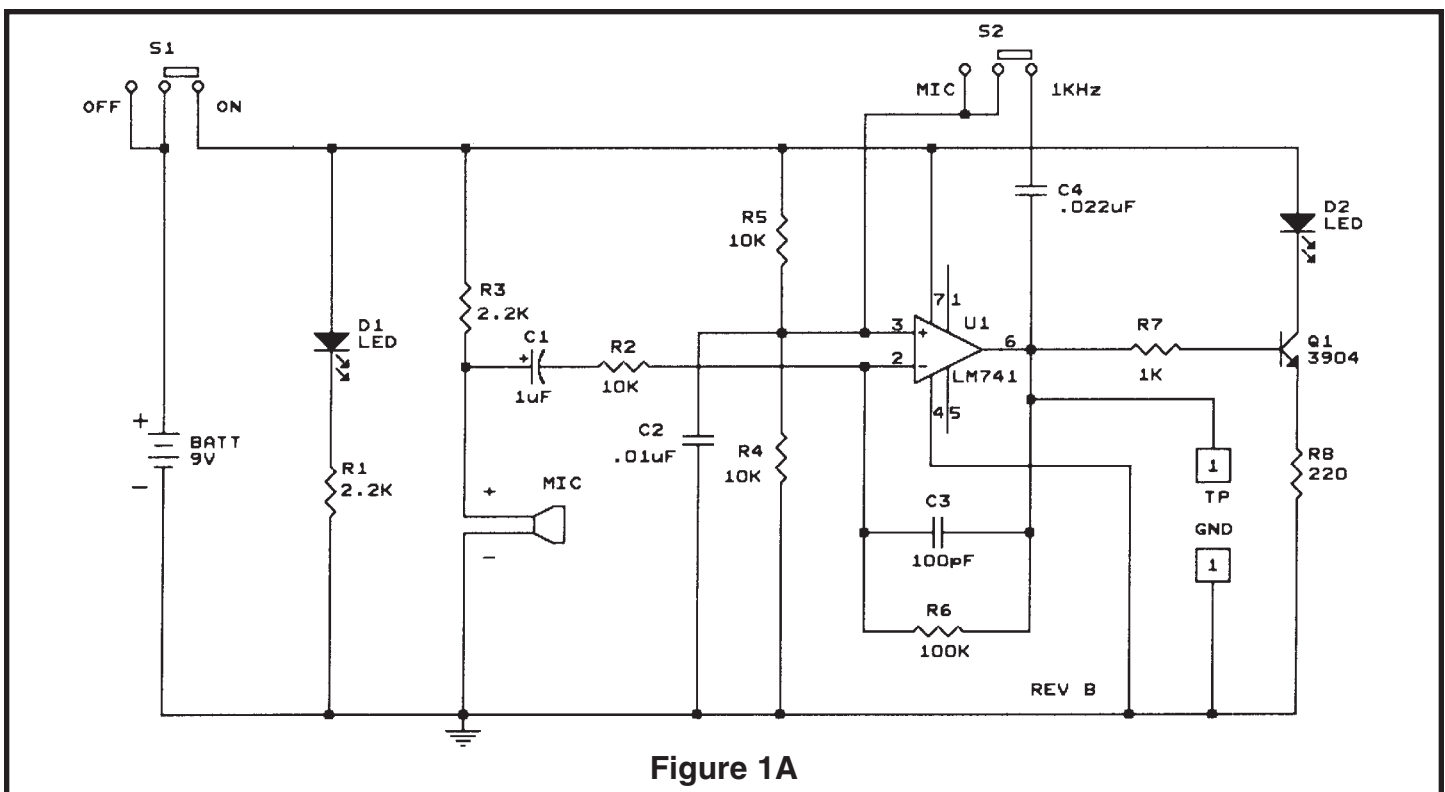 S1
S2
OFF
ON
MIC
1KHz
C4
.022uF
D2
LED
R5
10K
R3
2.2K
D1
LED
C1
+
1uF
R2
10K
3
+
2
-
7
1
U1
6
LM741
4
5
R7
1K
Q1
3904
+
BATT
9V
-
R1
2.2K
C2
.01uF
R4
10K
+
MIC
-
C3
100pF
R6
100K
1
TP
GND
1
R8
220
REV B
Figure 1A